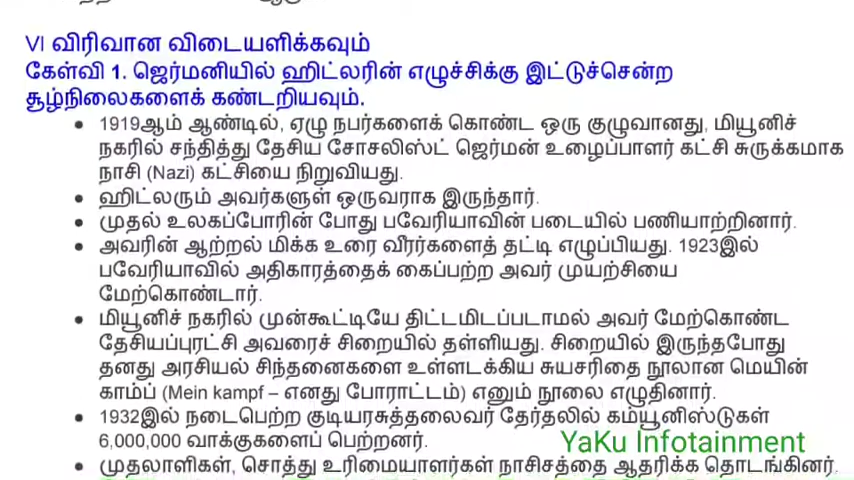 VI விரிவான விடையளிக்கவும்
கேள்வி 1. ஜெர்மனியில் ஹிட்லரின் எழுச்சிக்கு இட்டுச்சென்ற
சூழ்நிலைகளைக் கண்டறியவும்.
● 1919ஆம் ஆண்டில், ஏழு நபர்களைக் கொண்ட ஒரு குழுவானது, மியூனிச்
நகரில் சந்தித்து தேசிய சோசலிஸ்ட் ஜெர்மன் உழைப்பாளர் கட்சி சுருக்கமாக
நாசி (Nazi) கட்சியை நிறுவியது.
● ஹிட்லரும் அவர்களுள் ஒருவராக இருந்தார்.
● முதல் உலகப்போரின் போது பவேரியாவின் படையில் பணியாற்றினார்.
● அவரின் ஆற்றல் மிக்க உரை வீரர்களைத் தட்டி எழுப்பியது. 1923இல்
பவேரியாவில் அதிகாரத்தைக் கைப்பற்ற அவர் முயற்சியை
மேற்கொண்டார்.
● மியூனிச் நகரில் முன்கூட்டியே திட்டமிடப்படாமல் அவர் மேற்கொண்ட
தேசியப்புரட்சி அவரைச் சிறையில் தள்ளியது. சிறையில் இருந்தபோது
தனது அரசியல் சிந்தனைகளை உள்ளடக்கிய சுயசரிதை நூலான மெயின்
காம்ப் (Mein kampf – எனது போராட்டம்) எனும் நூலை எழுதினார்.
● 1932இல் நடைபெற்ற குடியரசுத்தலைவர் தேர்தலில் கம்யூனிஸ்டுகள்
6,000,000 வாக்குகளைப் பெற்றனர்.
YaKu Infotainment
● முதலாளிகள், சொத்து உரிமையாளர்கள் நாசிசத்தை ஆதரிக்க தொடங்கினர்.